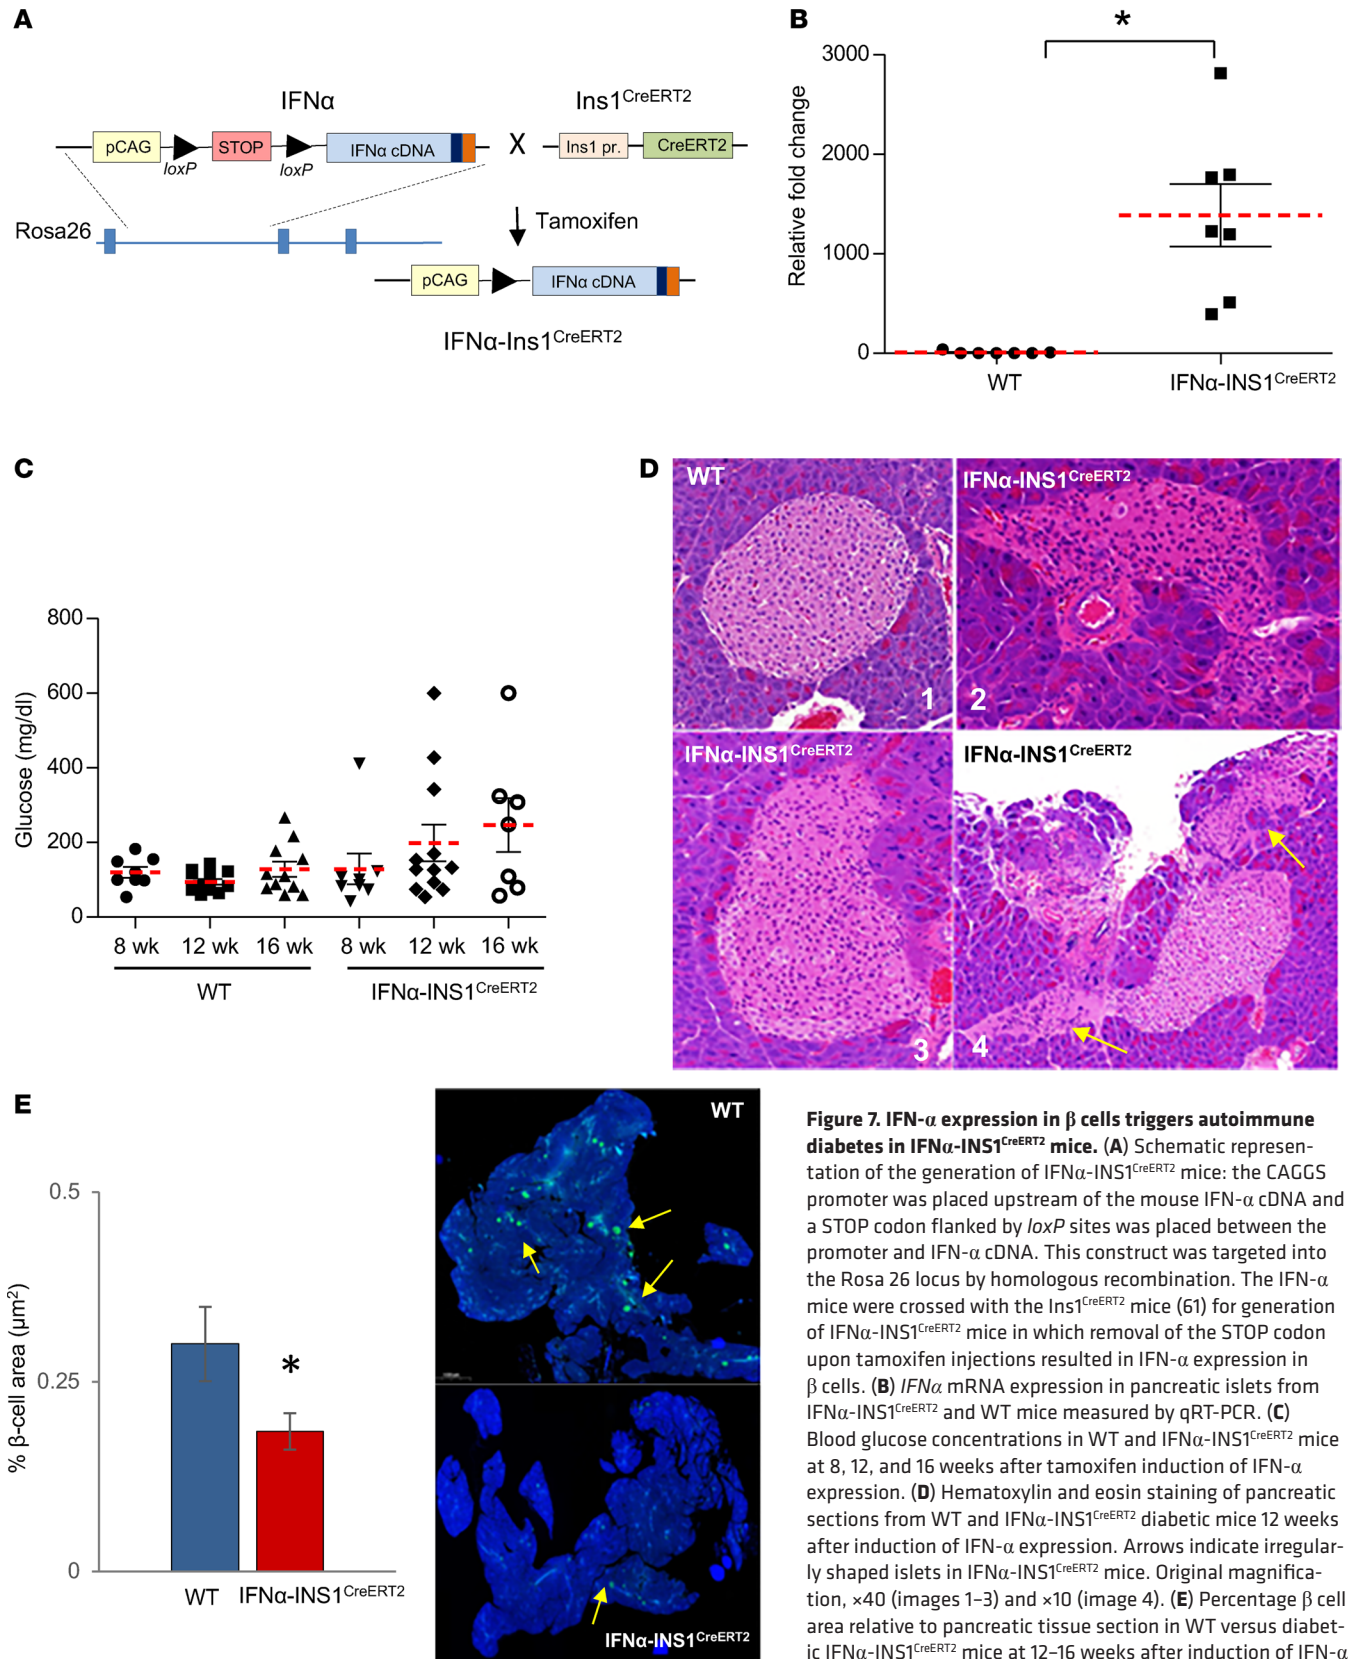 A
IFNα
Ins1CreERT2
pCAG
STOP
IFNα cDNA
X
Ins1 pr.
CreERT2
loxP
loxP
Rosa26
Tamoxifen
pCAG
IFNα cDNA
IFNα-Ins1CreERT2
B
*
Relative fold change
3000
2000
1000
0
WT
IFNα-INS1CreERT2
C
Glucose (mg/dl)
800
600
400
200
0
8 wk
12 wk
16 wk
8 wk
12 wk
16 wk
WT
IFNα-INS1CreERT2
D
WT
1
IFNα-INS1CreERT2
2
IFNα-INS1CreERT2
3
IFNα-INS1CreERT2
4
E
% β-cell area (µm²)
0.5
0.25
0
*
WT
IFNα-INS1CreERT2
WT
IFNα-INS1CreERT2
Figure 7. IFN-α expression in β cells triggers autoimmune
diabetes in IFNα-INS1CreERT2 mice. (A) Schematic represen-
tation of the generation of IFNα-INS1CreERT2 mice: the CAGGS
promoter was placed upstream of the mouse IFN-α cDNA and
a STOP codon flanked by loxP sites was placed between the
promoter and IFN-α cDNA. This construct was targeted into
the Rosa 26 locus by homologous recombination. The IFN-α
mice were crossed with the Ins1CreERT2 mice (61) for generation
of IFNα-INS1CreERT2 mice in which removal of the STOP codon
upon tamoxifen injections resulted in IFN-α expression in
β cells. (B) IFNα mRNA expression in pancreatic islets from
IFNα-INS1CreERT2 and WT mice measured by qRT-PCR. (C)
Blood glucose concentrations in WT and IFNα-INS1CreERT2 mice
at 8, 12, and 16 weeks after tamoxifen induction of IFN-α
expression. (D) Hematoxylin and eosin staining of pancreatic
sections from WT and IFNα-INS1CreERT2 diabetic mice 12 weeks
after induction of IFN-α expression. Arrows indicate irregular-
ly shaped islets in IFNα-INS1CreERT2 mice. Original magnifica-
tion, ×40 (images 1–3) and ×10 (image 4). (E) Percentage β cell
area relative to pancreatic tissue section in WT versus diabet-
ic IFNα-INS1CreERT2 mice at 12–16 weeks after induction of IFN-α